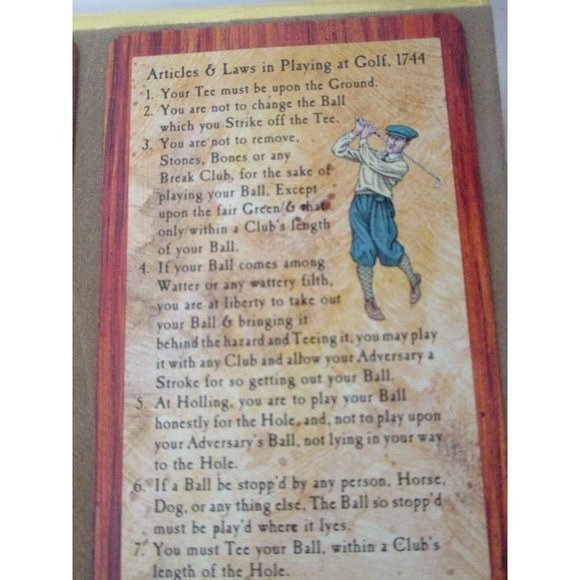 Articles & Laws in Playing at Golf, 1744
1. Your Tee must be upon the Ground.
2. You are not to change the Ball
which you Strike off the Tee.
3. You are not to remove,
Stones, Bones or any
Break Club, for the sake of
playing your Ball, Except
upon the fair Green/& that
only/within a Club's length
of your Ball.
4. If your Ball comes among
Watter or any wattery filth,
you are at liberty to take out
your Ball & bringing it
behind the hazard and Teeing it, you may play
it with any Club and allow your Adversary a
Stroke for so getting out your Ball.
5. At Holling, you are to play your Ball
honestly for the Hole, and, not to play upon
your Adversary's Ball, not lying in your way
to the Hole.
6. If a Ball be stopp'd by any person, Horse,
Dog, or any thing else, The Ball so stopp'd
must be play'd where it lyes.
7. You must Tee your Ball, within a Club's
length of the Hole.